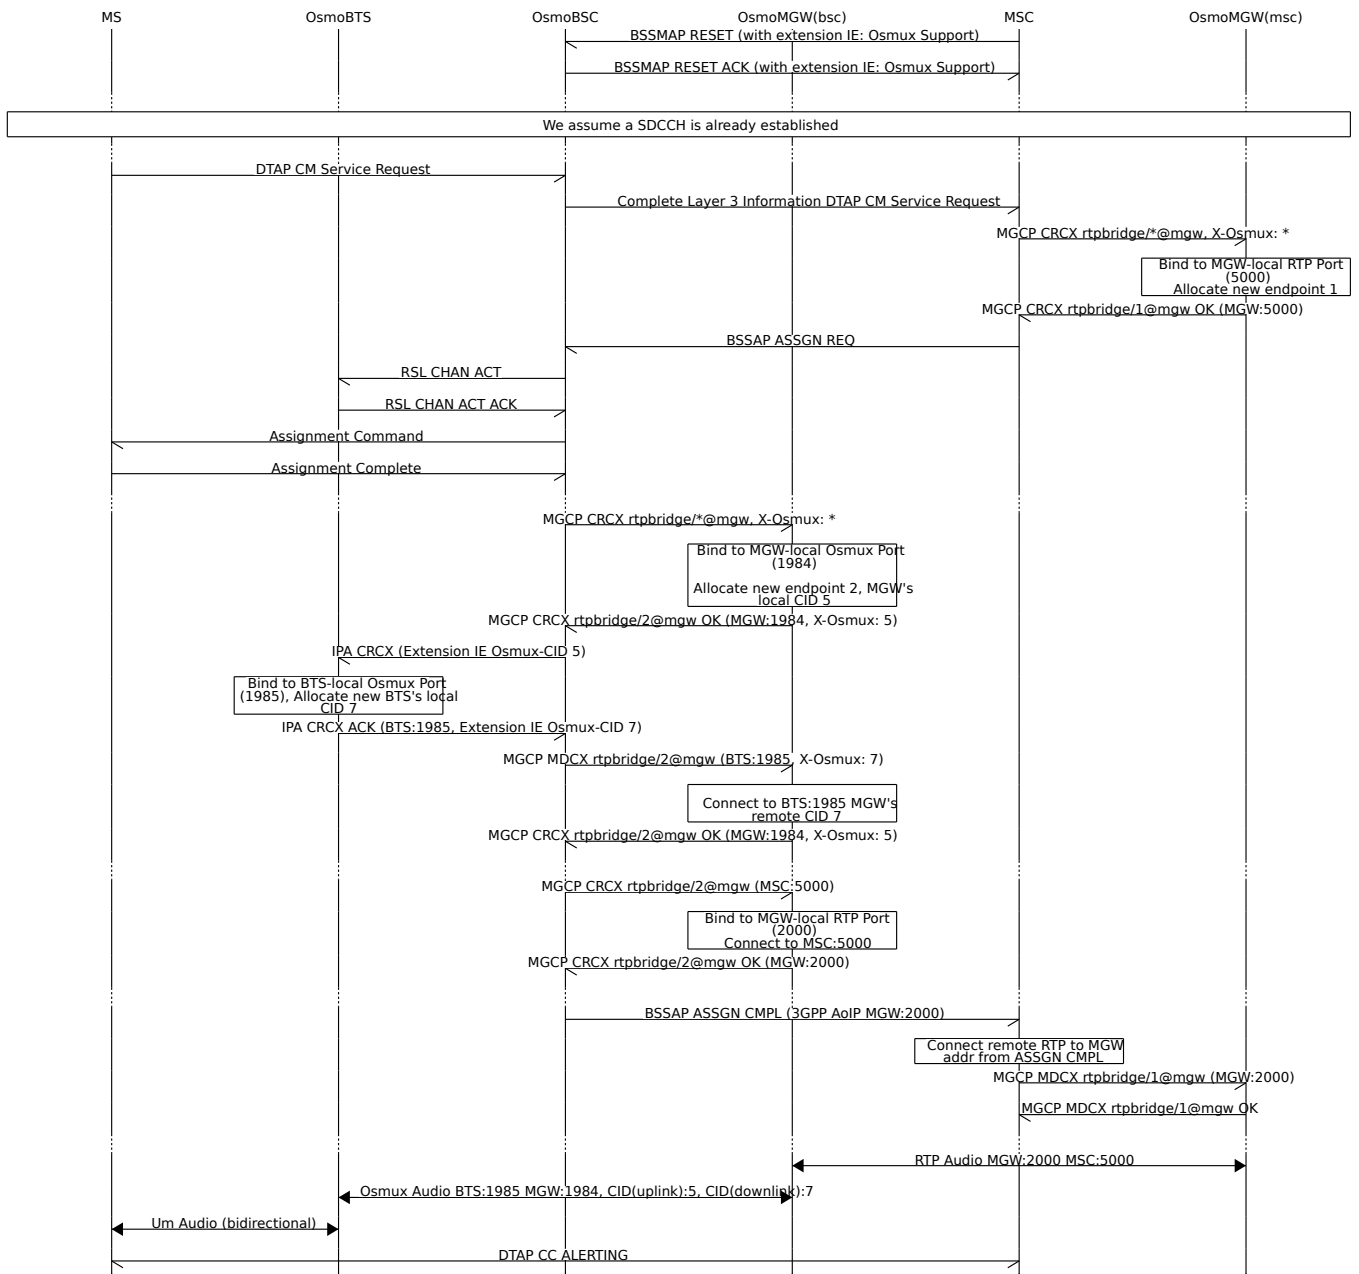 MS OsmoBTS OsmoBSC OsmoMGW(bsc) MSC OsmoMGW(msc)
BSSMAP RESET (with extension IE: Osmux Support)
BSSMAP RESET ACK (with extension IE: Osmux Support)
We assume a SDCCH is already established
DTAP CM Service Request
Complete Layer 3 Information DTAP CM Service Request
MGCP CRCX rtpbridge/*@mgw, X-Osmux: *
Bind to MGW-local RTP Port
(5000)
Allocate new endpoint 1
MGCP CRCX rtpbridge/1@mgw OK (MGW:5000)
BSSAP ASSGN REQ
RSL CHAN ACT
RSL CHAN ACT ACK
Assignment Command
Assignment Complete
MGCP CRCX rtpbridge/*@mgw, X-Osmux: *
Bind to MGW-local Osmux Port
(1984)
Allocate new endpoint 2, MGW's
local CID 5
MGCP CRCX rtpbridge/2@mgw OK (MGW:1984, X-Osmux: 5)
IPA CRCX (Extension IE Osmux-CID 5)
Bind to BTS-local Osmux Port
(1985), Allocate new BTS's local
CID 7
IPA CRCX ACK (BTS:1985, Extension IE Osmux-CID 7)
MGCP MDCX rtpbridge/2@mgw (BTS:1985, X-Osmux: 7)
Connect to BTS:1985 MGW's
remote CID 7
MGCP CRCX rtpbridge/2@mgw OK (MGW:1984, X-Osmux: 5)
MGCP CRCX rtpbridge/2@mgw (MSC:5000)
Bind to MGW-local RTP Port
(2000)
Connect to MSC:5000
MGCP CRCX rtpbridge/2@mgw OK (MGW:2000)
BSSAP ASSGN CMPL (3GPP AoIP MGW:2000)
Connect remote RTP to MGW
addr from ASSGN CMPL
MGCP MDCX rtpbridge/1@mgw (MGW:2000)
MGCP MDCX rtpbridge/1@mgw OK
RTP Audio MGW:2000 MSC:5000
Osmux Audio BTS:1985 MGW:1984, CID(uplink):5, CID(downlink):7
Um Audio (bidirectional)
DTAP CC ALERTING